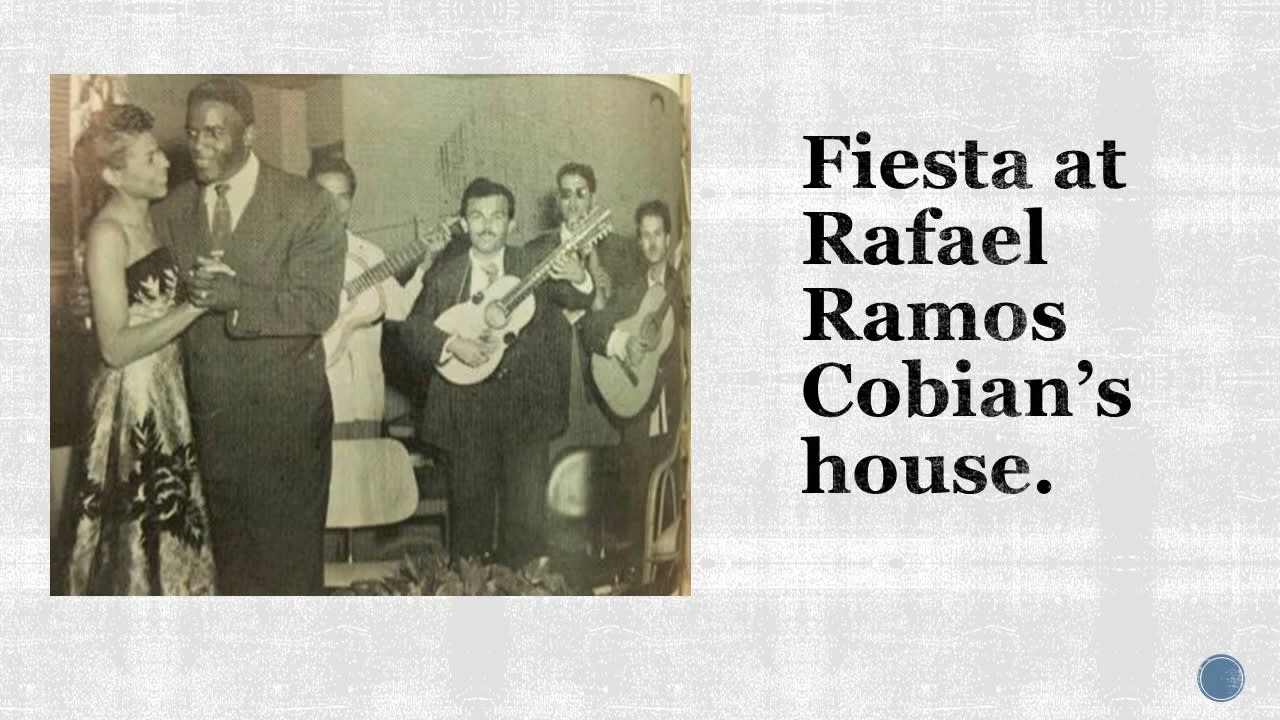 Fiesta at
Rafael
Ramos
Cobian’s
house.